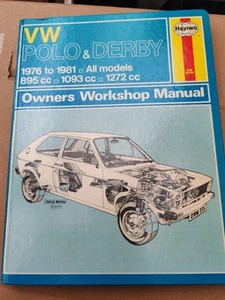 VW
Haynes
POLO & DERBY
1976 to 1981 □ All models
895 cc □ 1093 cc □ 1272 cc
Owners Workshop Manual